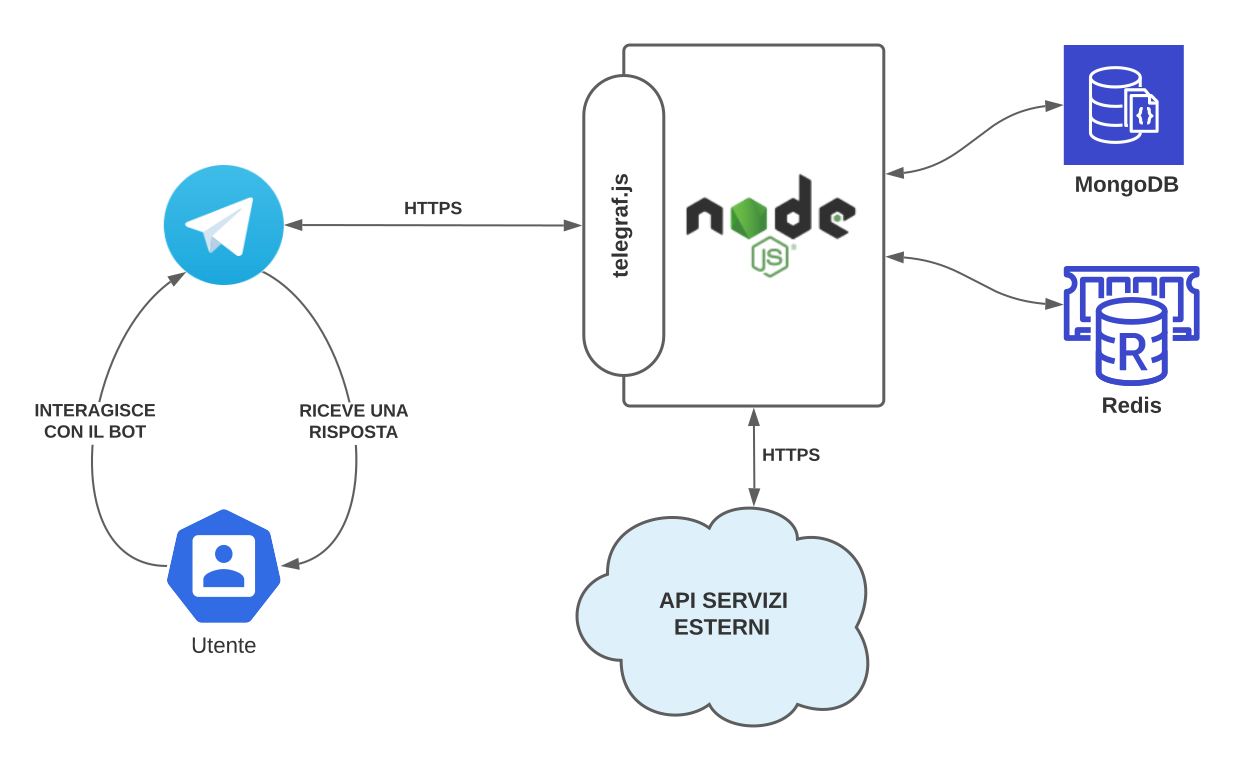 HTTPS
telegraf.js
node
JS
®
MongoDB
R
Redis
INTERAGISCE
CON IL BOT
RICEVE UNA
RISPOSTA
HTTPS
Utente
API SERVIZI
ESTERNI